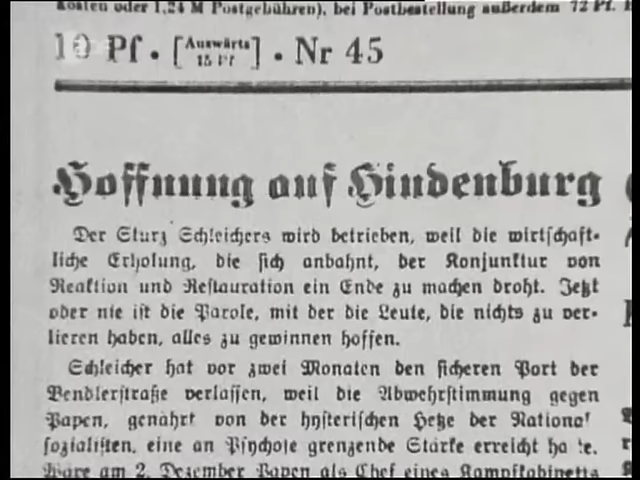 kosten oder 1,24 M Postgebühren), bei Postbestellung außerdem 72 Pf.
10 Pf. [Auswärts 15 Pf] . Nr 45
Hoffnung auf Hindenburg
Der Sturz Schleichers wird betrieben, weil die wirtschaft-
liche Erholung, die sich anbahnt, der Konjunktur von
Reaktion und Restauration ein Ende zu machen droht. Jetzt
oder nie ist die Parole, mit der die Leute, die nichts zu ver-
lieren haben, alles zu gewinnen hoffen.
Schleicher hat vor zwei Monaten den sicheren Port der
Bendlerstraße verlassen, weil die Abwehrstimmung gegen
Papen, genährt von der hysterischen Hetze der National
sozialisten, eine an Psychose grenzende Stärke erreicht hatte.
Wäre am 2. Dezember Papen als Chef eines Kampfkabinetts